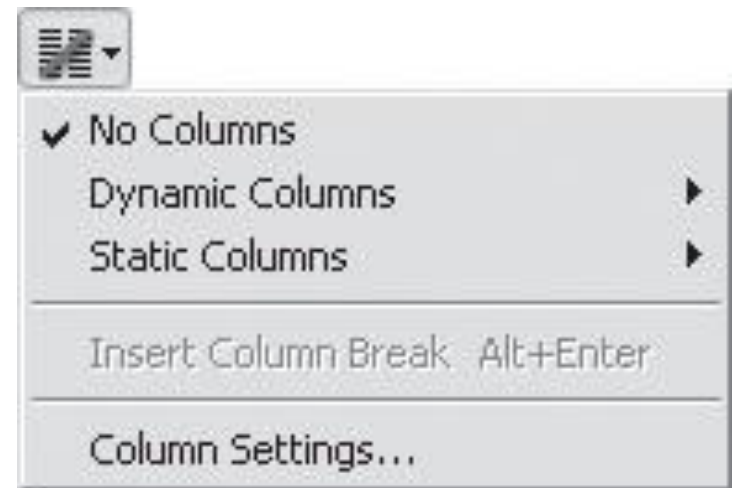 No Columns
Dynamic Columns
Static Columns
Insert Column Break Alt+Enter
Column Settings...